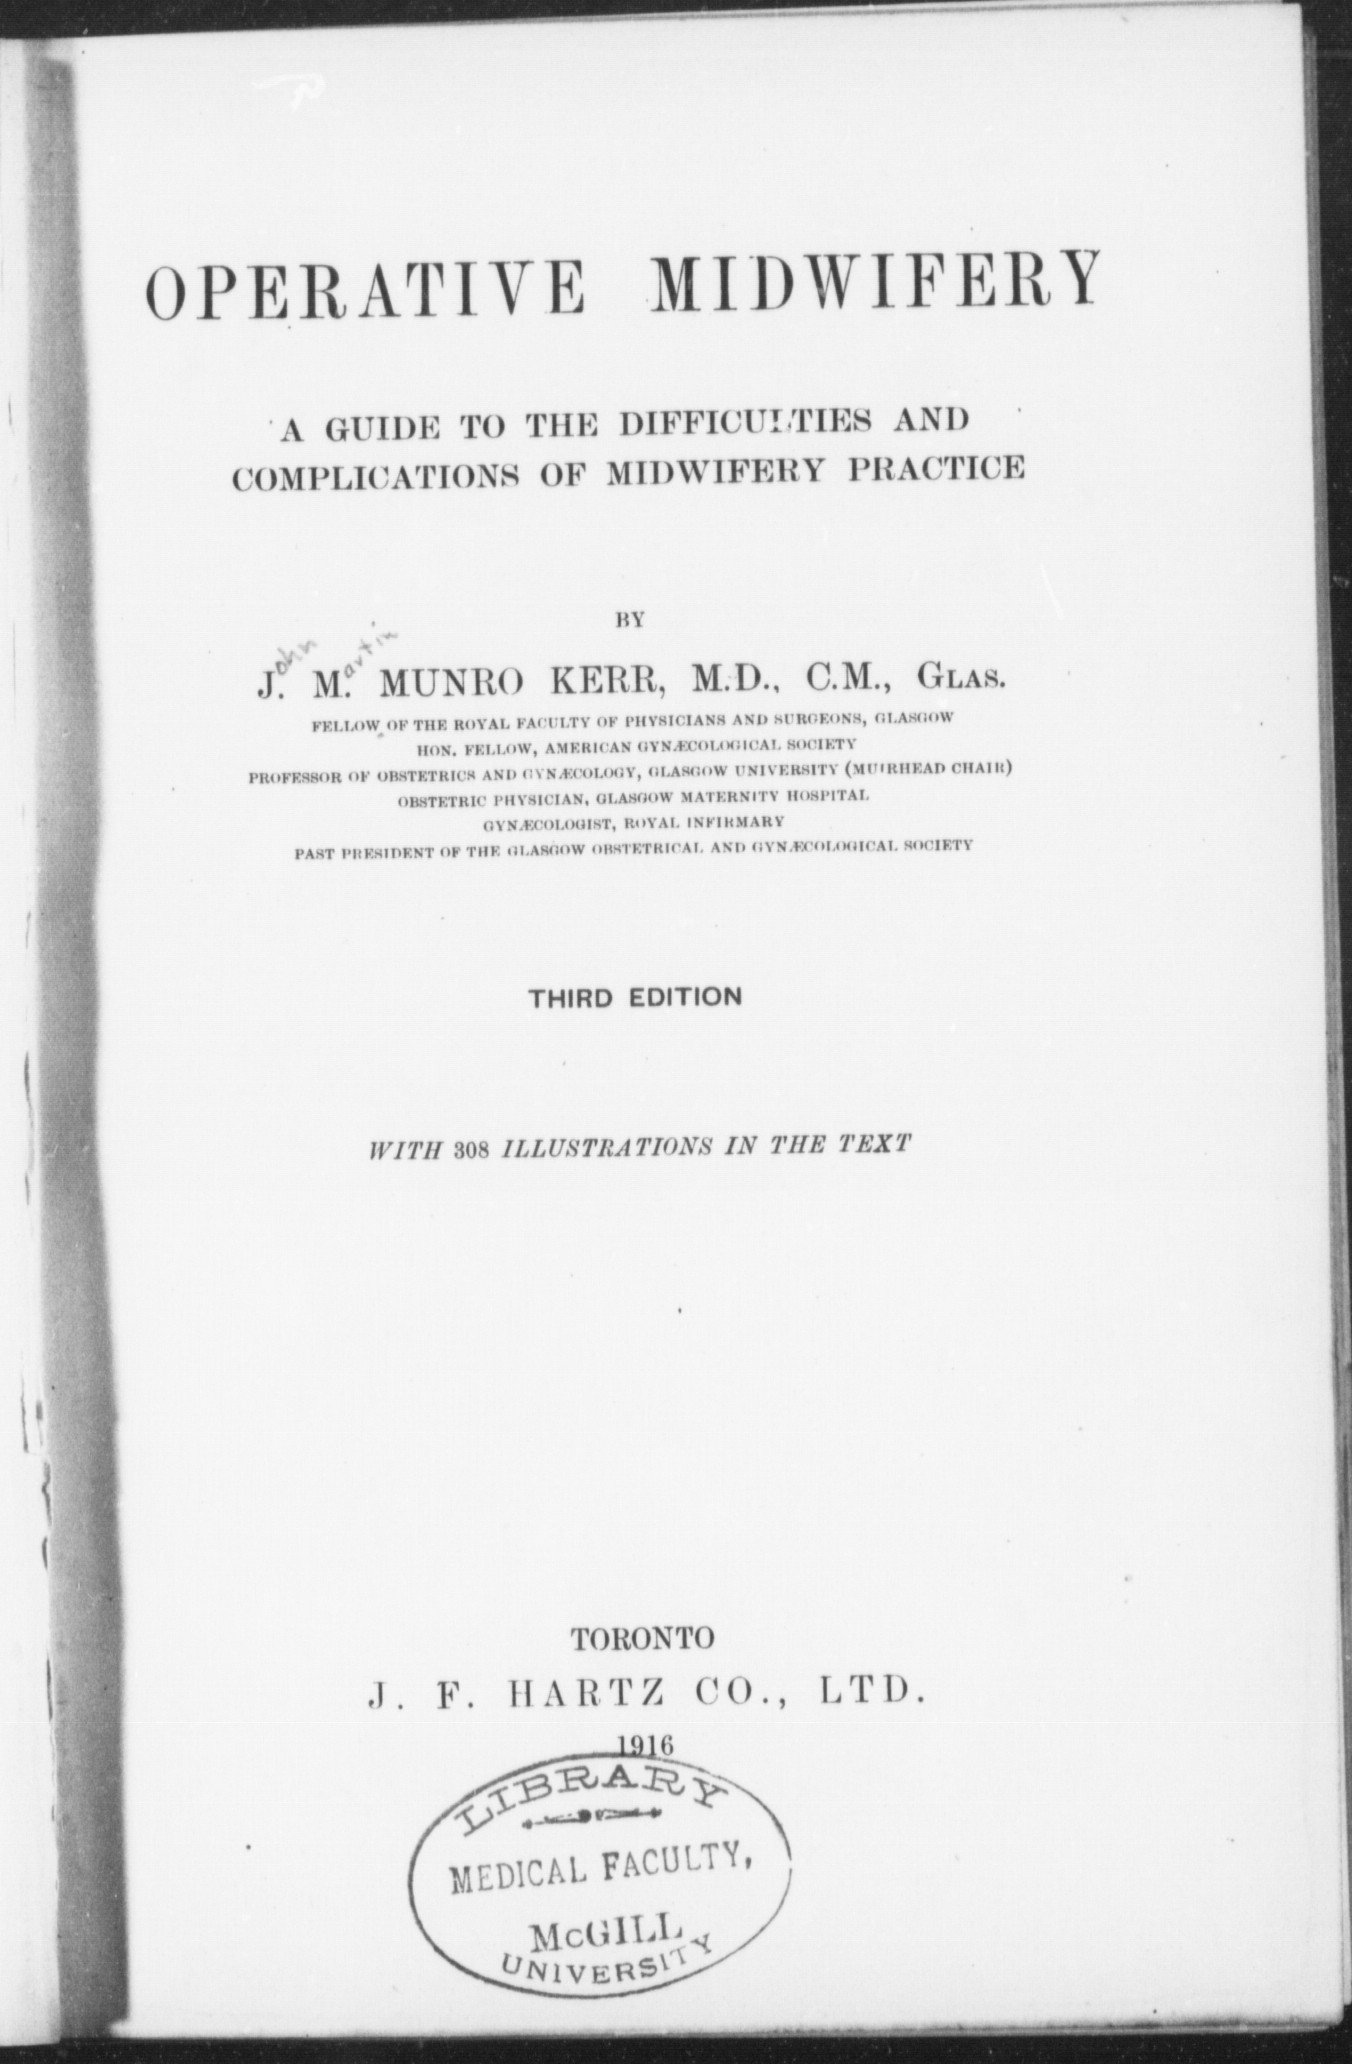 OPERATIVE MIDWIFERY
A GUIDE TO THE DIFFICULTIES AND
COMPLICATIONS OF MIDWIFERY PRACTICE
BY
ohn artin
J. M. MUNRO KERR, M.D., C.M., GLAS.
FELLOW OF THE ROYAL FACULTY OF PHYSICIANS AND SURGEONS, GLASGOW
HON. FELLOW, AMERICAN GYNÆCOLOGICAL SOCIETY
PROFESSOR OF OBSTETRICS AND GYNÆCOLOGY, GLASGOW UNIVERSITY (MUIRHEAD CHAIR)
OBSTETRIC PHYSICIAN, GLASGOW MATERNITY HOSPITAL
GYNÆCOLOGIST, ROYAL INFIRMARY
PAST PRESIDENT OF THE GLASGOW OBSTETRICAL AND GYNÆCOLOGICAL SOCIETY
THIRD EDITION
WITH 308 ILLUSTRATIONS IN THE TEXT
TORONTO
J. F. HARTZ CO., LTD.
1916
LIBRARY
MEDICAL FACULTY,
McGILL
UNIVERSITY